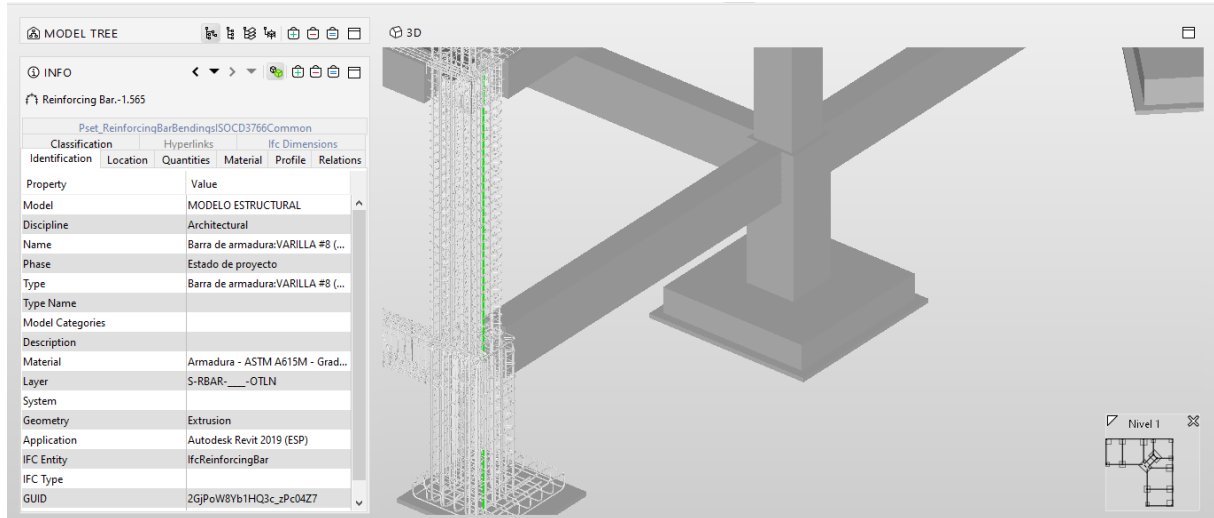 MODEL TREE
3D
INFO
Reinforcing Bar.-1.565
Pset_ReinforcingBarBendingsISOCD3766Common
Classification Hyperlinks Ifc Dimensions
Identification Location Quantities Material Profile Relations
Property Value
Model MODELO ESTRUCTURAL
Discipline Architectural
Name Barra de armadura:VARILLA #8 (...
Phase Estado de proyecto
Type Barra de armadura:VARILLA #8 (...
Type Name
Model Categories
Description
Material Armadura - ASTM A615M - Grad...
Layer S-RBAR-____-OTLN
System
Geometry Extrusion
Application Autodesk Revit 2019 (ESP)
IFC Entity IfcReinforcingBar
IFC Type
GUID 2GjPoW8Yb1HQ3c_zPc04Z7
Nivel 1